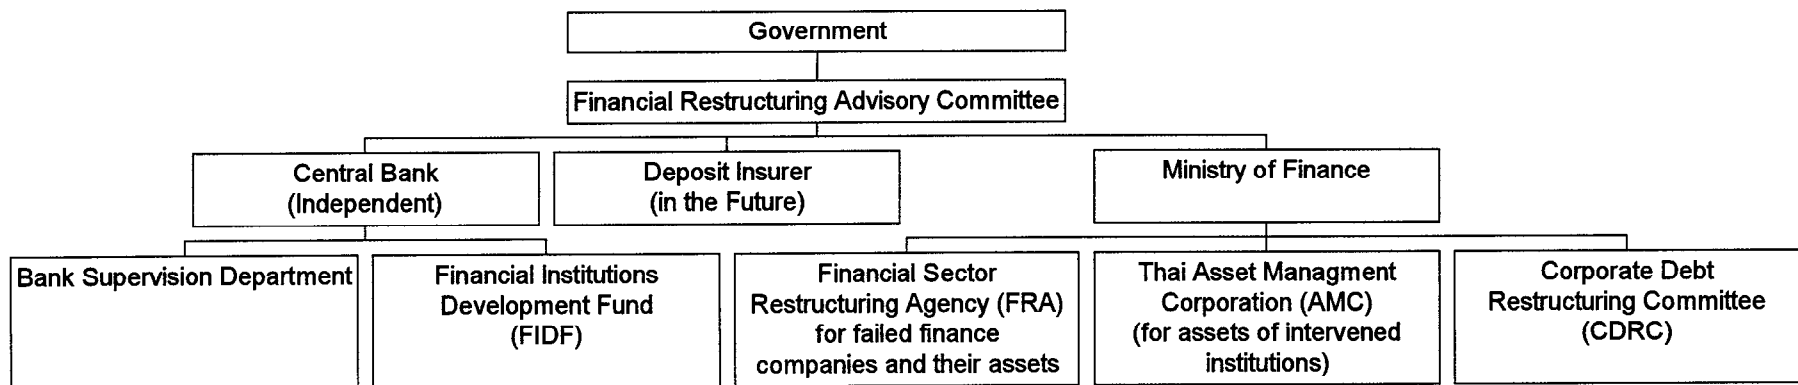 Government
Financial Restructuring Advisory Committee
Central Bank
(Independent)
Deposit Insurer
(in the Future)
Ministry of Finance
Bank Supervision Department
Financial Institutions
Development Fund
(FIDF)
Financial Sector
Restructuring Agency (FRA)
for failed finance
companies and their assets
Thai Asset Managment
Corporation (AMC)
(for assets of intervened
institutions)
Corporate Debt
Restructuring Committee
(CDRC)